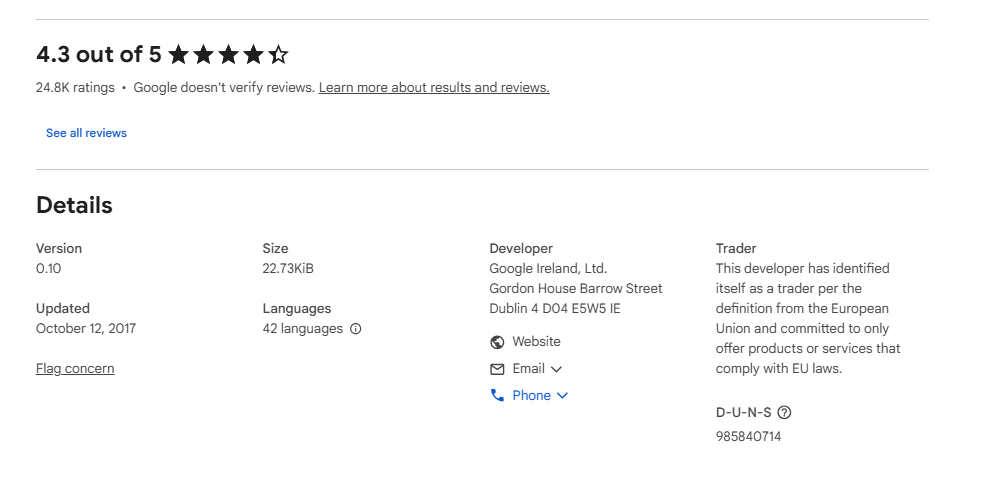 4.3 out of 5
24.8K ratings • Google doesn't verify reviews. Learn more about results and reviews.
See all reviews
Details
Version
0.10
Updated
October 12, 2017
Flag concern
Size
22.73KiB
Languages
42 languages
Developer
Google Ireland, Ltd.
Gordon House Barrow Street
Dublin 4 D04 E5W5 IE
Website
Email
Phone
Trader
This developer has identified
itself as a trader per the
definition from the European
Union and committed to only
offer products or services that
comply with EU laws.
D-U-N-S
985840714